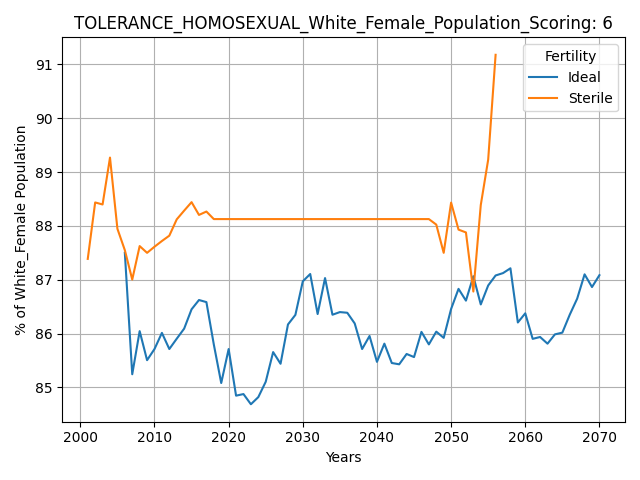 TOLERANCE_HOMOSEXUAL_White_Female_Population_Scoring: 6
Fertility
Ideal
Sterile
% of White_Female Population
91
90
89
88
87
86
85
2000 2010 2020 2030 2040 2050 2060 2070
Years